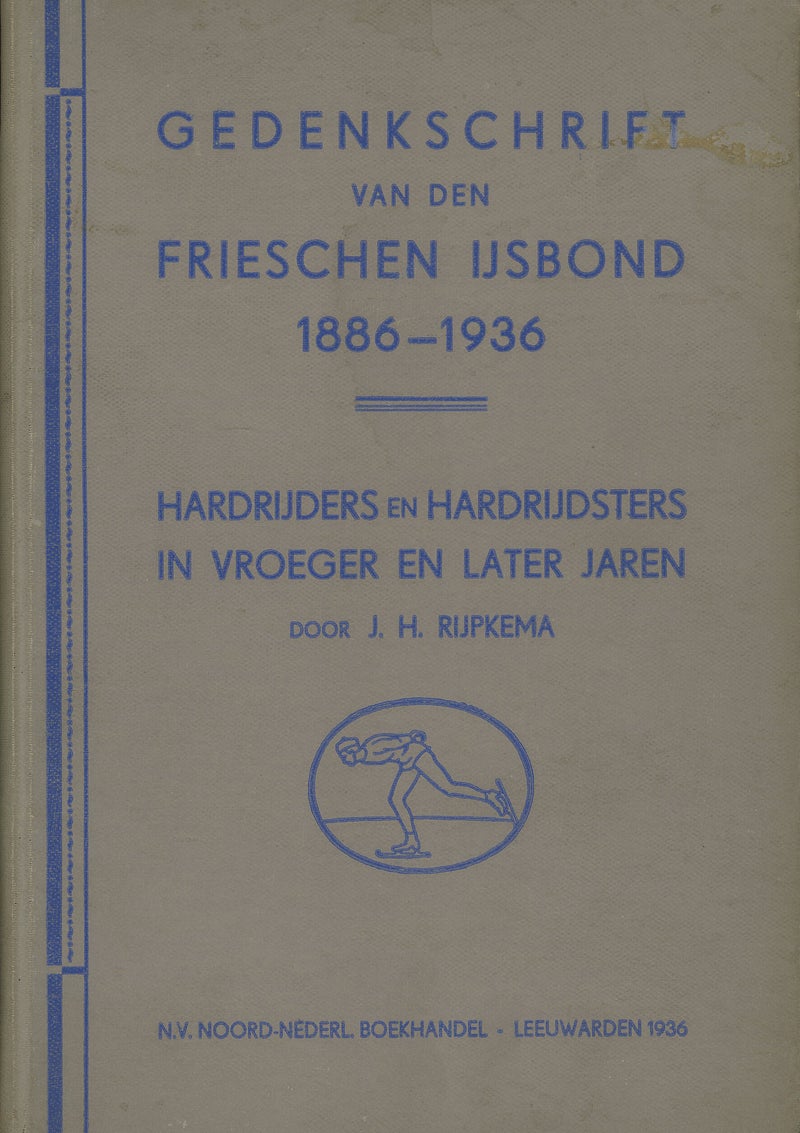 GEDENKSCHRIFT
VAN DEN
FRIESCHEN IJSBOND
1886–1936
HARDRIJDERS EN HARDRIJDSTERS
IN VROEGER EN LATER JAREN
DOOR J. H. RIJPKEMA
N.V. NOORD-NEDERL. BOEKHANDEL - LEEUWARDEN 1936